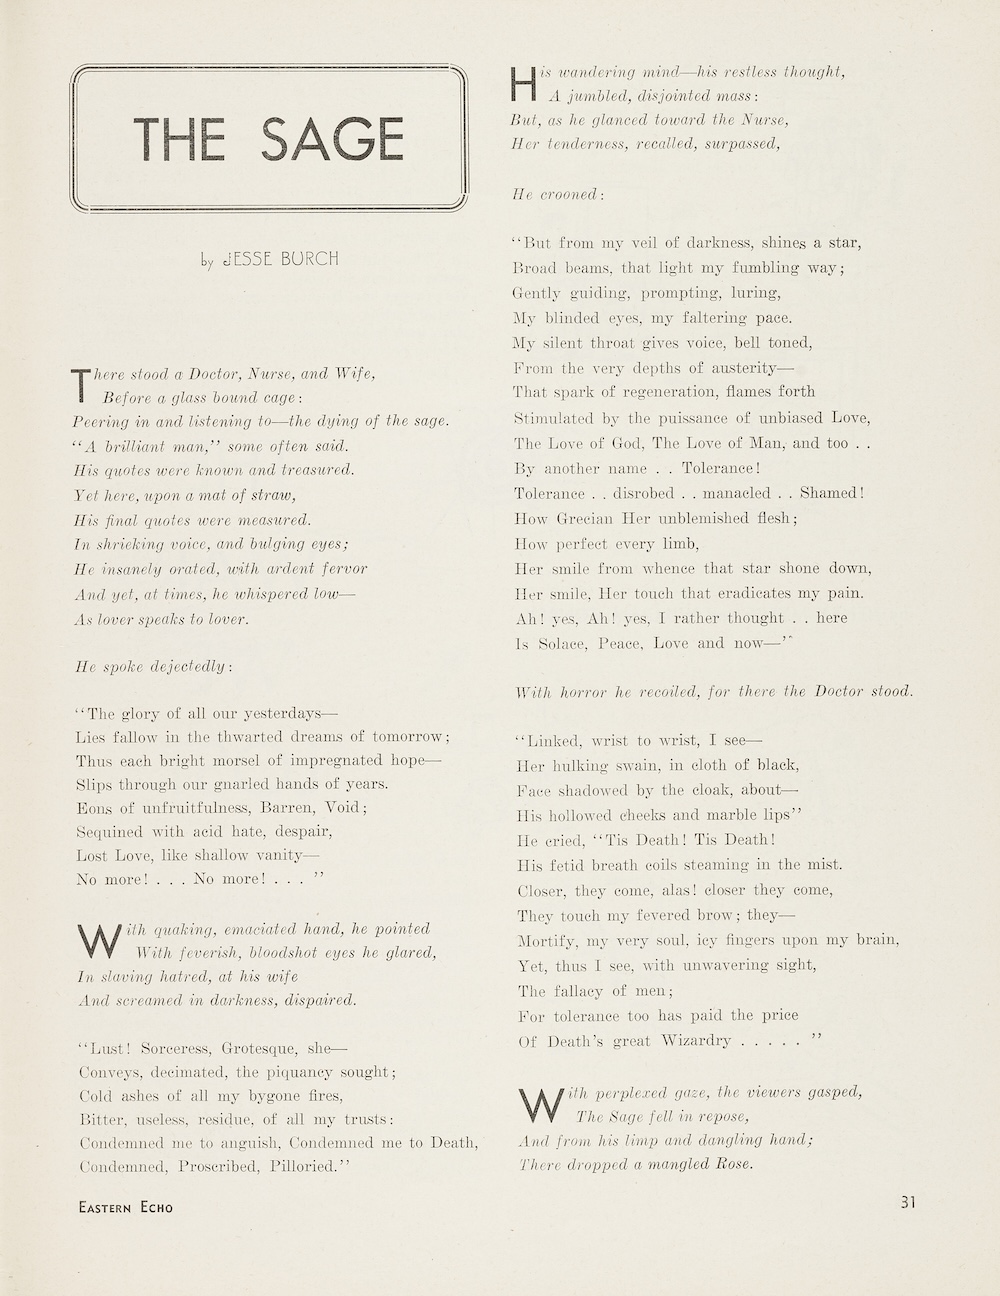 THE SAGE
by JESSE BURCH
There stood a Doctor, Nurse, and Wife,
Before a glass bound cage:
Peering in and listening to—the dying of the sage.
“A brilliant man,” some often said.
His quotes were known and treasured.
Yet here, upon a mat of straw,
His final quotes were measured.
In shrieking voice, and bulging eyes;
He insanely orated, with ardent fervor
And yet, at times, he whispered low—
As lover speaks to lover.
He spoke dejectedly:
“The glory of all our yesterdays—
Lies fallow in the thwarted dreams of tomorrow;
Thus each bright morsel of impregnated hope—
Slips through our gnarled hands of years.
Eons of unfruitfulness, Barren, Void;
Sequined with acid hate, despair,
Lost Love, like shallow vanity—
No more! . . . No more! . . . ”
With quaking, emaciated hand, he pointed
With feverish, bloodshot eyes he glared,
In slaving hatred, at his wife
And screamed in darkness, dispaired.
“Lust! Sorceress, Grotesque, she—
Conveys, decimated, the piquancy sought;
Cold ashes of all my bygone fires,
Bitter, useless, residue, of all my trusts:
Condemned me to anguish, Condemned me to Death,
Condemned, Proscribed, Pilloried.”
His wandering mind—his restless thought,
A jumbled, disjointed mass:
But, as he glanced toward the Nurse,
Her tenderness, recalled, surpassed,
He crooned:
“But from my veil of darkness, shines a star,
Broad beams, that light my fumbling way;
Gently guiding, prompting, luring,
My blinded eyes, my faltering pace.
My silent throat gives voice, bell toned,
From the very depths of austerity—
That spark of regeneration, flames forth
Stimulated by the puissance of unbiased Love,
The Love of God, The Love of Man, and too . .
By another name . . Tolerance!
Tolerance . . disrobed . . manacled . . Shamed!
How Grecian Her unblemished flesh;
How perfect every limb,
Her smile from whence that star shone down,
Her smile, Her touch that eradicates my pain.
Ah! yes, Ah! yes, I rather thought . . here
Is Solace, Peace, Love and now—”
With horror he recoiled, for there the Doctor stood.
“Linked, wrist to wrist, I see—
Her hulking swain, in cloth of black,
Face shadowed by the cloak, about—
His hollowed cheeks and marble lips”
He cried, “Tis Death! Tis Death!
His fetid breath coils steaming in the mist.
Closer, they come, alas! closer they come,
They touch my fevered brow; they—
Mortify, my very soul, icy fingers upon my brain,
Yet, thus I see, with unwavering sight,
The fallacy of men;
For tolerance too has paid the price
Of Death’s great Wizardry . . . . . ”
With perplexed gaze, the viewers gasped,
The Sage fell in repose,
And from his limp and dangling hand;
There dropped a mangled Rose.
EASTERN ECHO
31